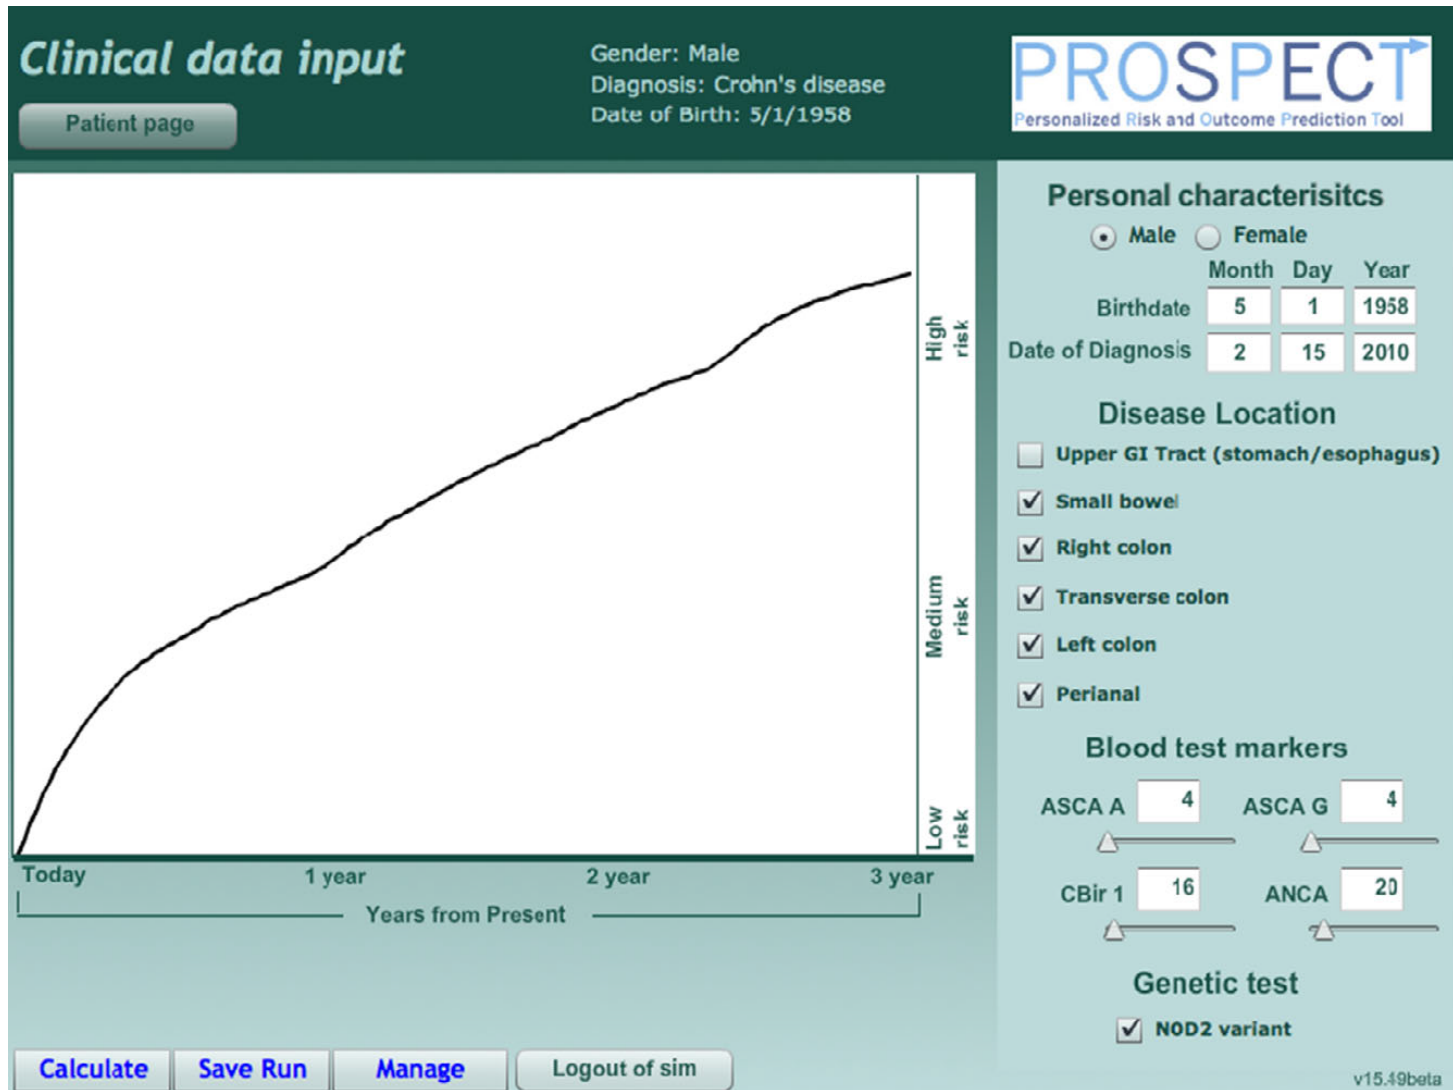 Clinical data input
Patient page
Gender: Male
Diagnosis: Crohn's disease
Date of Birth: 5/1/1958
PROSPECT
Personalized Risk and Outcome Prediction Tool
High
risk
Medium
risk
Low
risk
Today 1 year 2 year 3 year
Years from Present
Personal characterisitcs
Male Female
Month Day Year
Birthdate 5 1 1958
Date of Diagnosis 2 15 2010
Disease Location
Upper GI Tract (stomach/esophagus)
Small bowel
Right colon
Transverse colon
Left colon
Perianal
Blood test markers
ASCA A 4 ASCA G 4
CBir 1 16 ANCA 20
Genetic test
N0D2 variant
Calculate Save Run Manage Logout of sim
v15.49beta